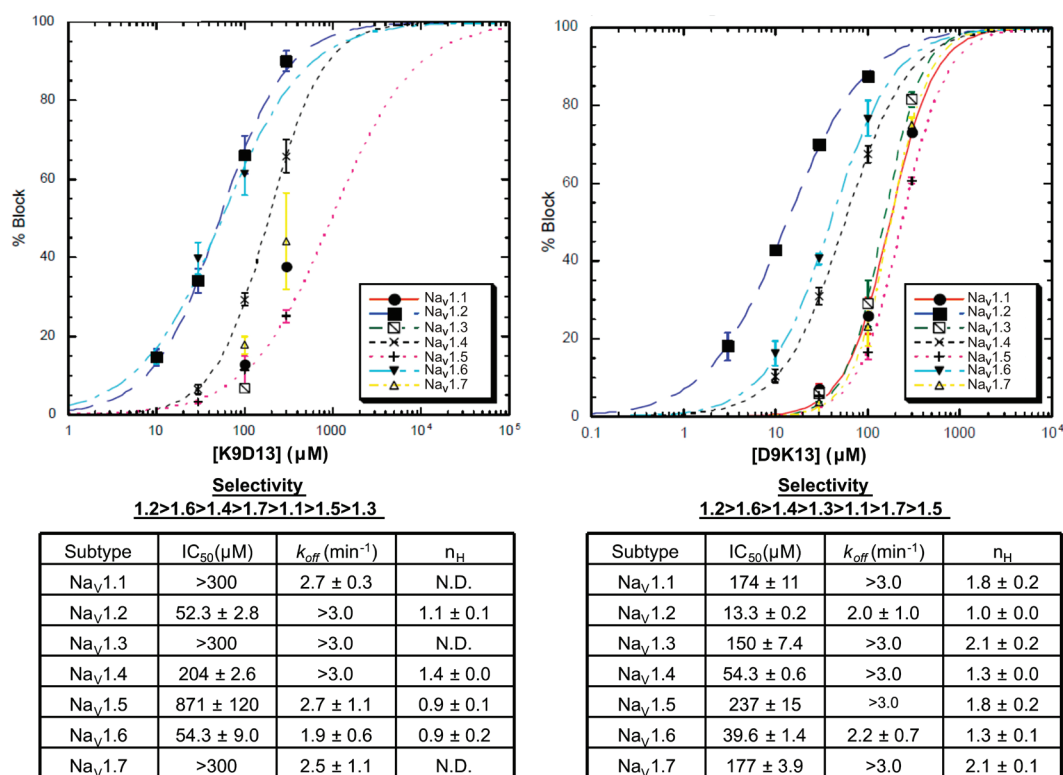 100
80
60
40
20
0
% Block
1 10 100 1000 10⁴ 10⁵
[K9D13] (µM)
Naᵥ1.1
Naᵥ1.2
Naᵥ1.3
Naᵥ1.4
Naᵥ1.5
Naᵥ1.6
Naᵥ1.7
Selectivity
1.2>1.6>1.4>1.7>1.1>1.5>1.3
Subtype IC₅₀(µM) k_off (min⁻¹) n_H
Naᵥ1.1 >300 2.7 ± 0.3 N.D.
Naᵥ1.2 52.3 ± 2.8 >3.0 1.1 ± 0.1
Naᵥ1.3 >300 >3.0 N.D.
Naᵥ1.4 204 ± 2.6 >3.0 1.4 ± 0.0
Naᵥ1.5 871 ± 120 2.7 ± 1.1 0.9 ± 0.1
Naᵥ1.6 54.3 ± 9.0 1.9 ± 0.6 0.9 ± 0.2
Naᵥ1.7 >300 2.5 ± 1.1 N.D.
100
80
60
40
20
0
% Block
0.1 1 10 100 1000 10⁴
[D9K13] (µM)
Naᵥ1.1
Naᵥ1.2
Naᵥ1.3
Naᵥ1.4
Naᵥ1.5
Naᵥ1.6
Naᵥ1.7
Selectivity
1.2>1.6>1.4>1.3>1.1>1.7>1.5
Subtype IC₅₀(µM) k_off (min⁻¹) n_H
Naᵥ1.1 174 ± 11 >3.0 1.8 ± 0.2
Naᵥ1.2 13.3 ± 0.2 2.0 ± 1.0 1.0 ± 0.0
Naᵥ1.3 150 ± 7.4 >3.0 2.1 ± 0.2
Naᵥ1.4 54.3 ± 0.6 >3.0 1.3 ± 0.0
Naᵥ1.5 237 ± 15 >3.0 1.8 ± 0.2
Naᵥ1.6 39.6 ± 1.4 2.2 ± 0.7 1.3 ± 0.1
Naᵥ1.7 177 ± 3.9 >3.0 2.1 ± 0.1